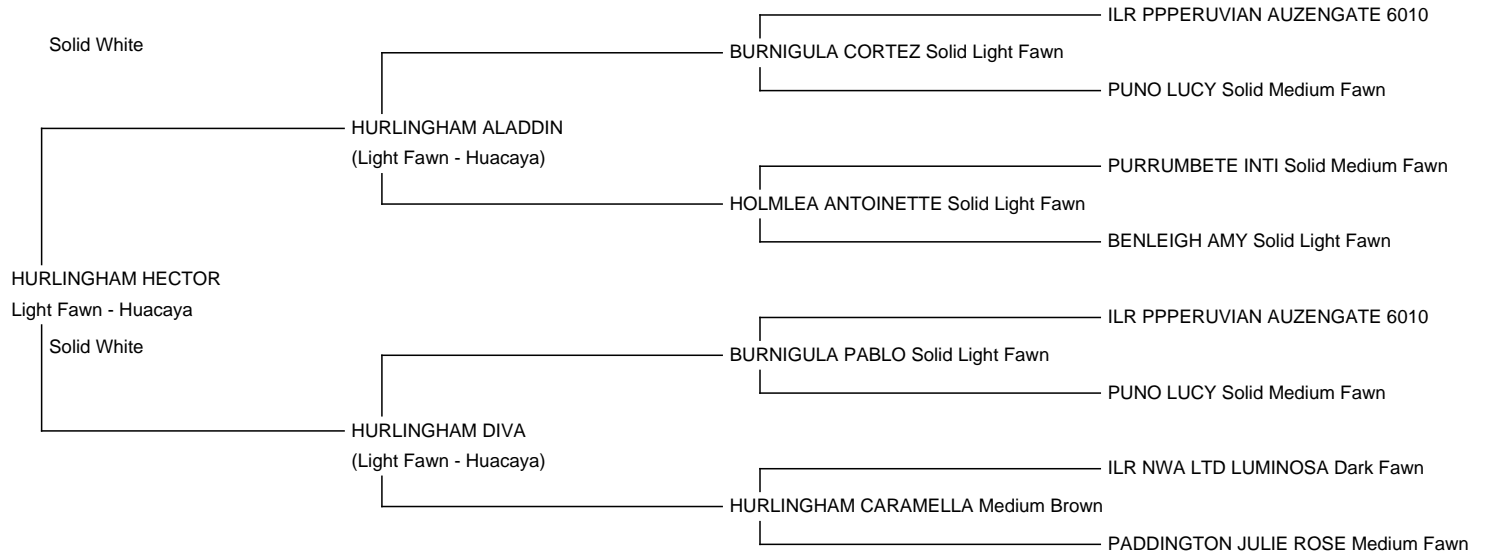 ILR PPPERUVIAN AUZENGATE 6010
Solid White
BURNIGULA CORTEZ Solid Light Fawn
PUNO LUCY Solid Medium Fawn
HURLINGHAM ALADDIN
(Light Fawn - Huacaya)
PURRUMBETE INTI Solid Medium Fawn
HOLMLEA ANTOINETTE Solid Light Fawn
BENLEIGH AMY Solid Light Fawn
HURLINGHAM HECTOR
Light Fawn - Huacaya
ILR PPPERUVIAN AUZENGATE 6010
Solid White
BURNIGULA PABLO Solid Light Fawn
PUNO LUCY Solid Medium Fawn
HURLINGHAM DIVA
(Light Fawn - Huacaya)
ILR NWA LTD LUMINOSA Dark Fawn
HURLINGHAM CARAMELLA Medium Brown
PADDINGTON JULIE ROSE Medium Fawn